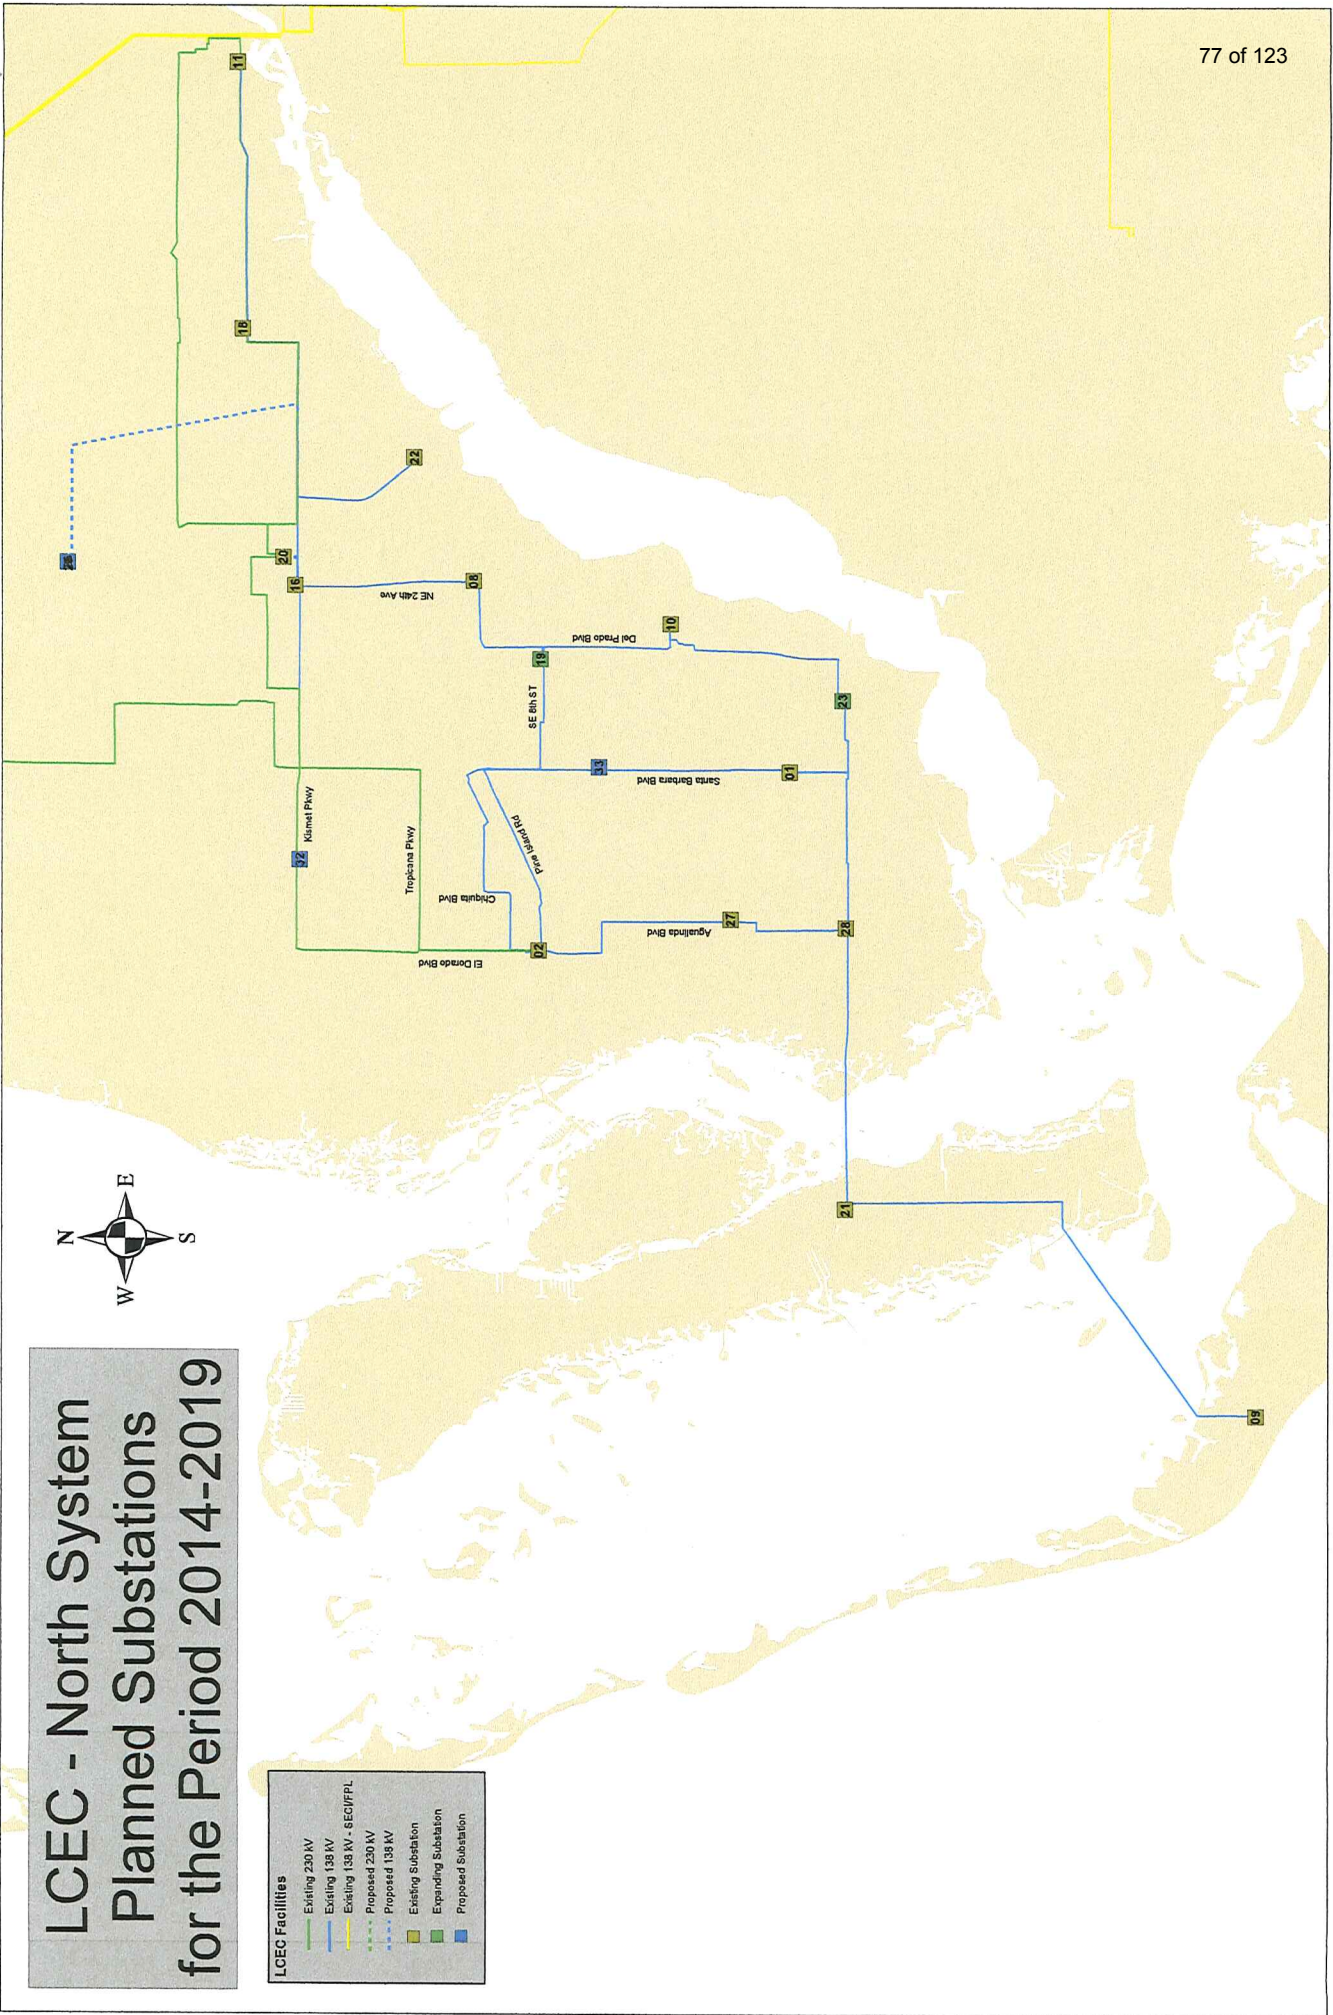 77 of 123
LCEC - North System
Planned Substations
for the Period 2014-2019
N
W
E
S
LCEC Facilities
Existing 230 kV
Existing 138 kV
Existing 138 kV - SECI/FPL
Proposed 230 kV
Proposed 138 kV
Existing Substation
Expanding Substation
Proposed Substation
11
18
22
20
16
08
NE 24th Ave
10
Del Prado Blvd
19
SE 8th ST
23
33
01
Santa Barbara Blvd
32
Kismet Pkwy
Tropicana Pkwy
Pine Island Rd
Chiquita Blvd
27
28
Agualinda Blvd
02
El Dorado Blvd
21
09